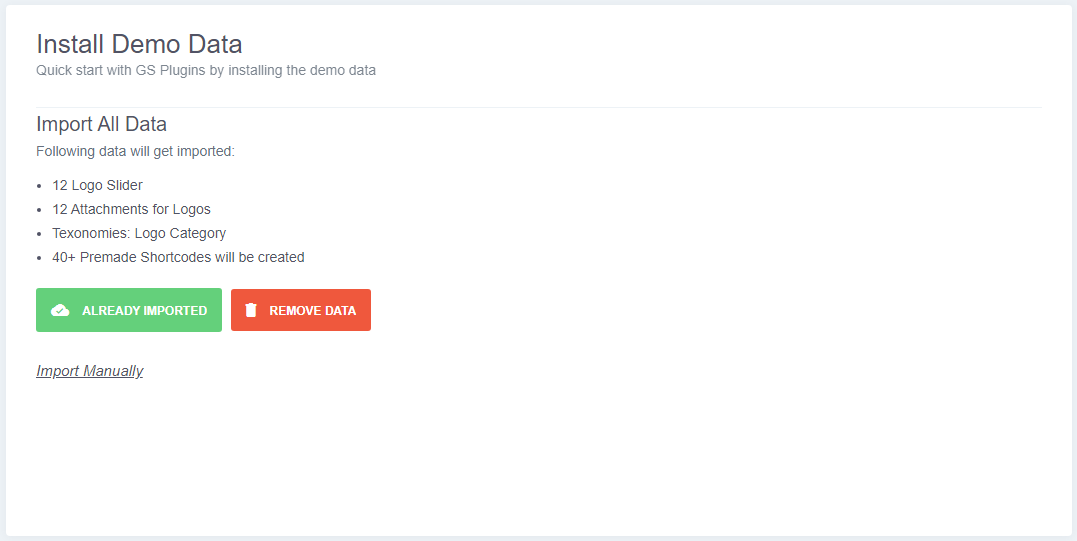 Install Demo Data
Quick start with GS Plugins by installing the demo data
Import All Data
Following data will get imported:
• 12 Logo Slider
• 12 Attachments for Logos
• Texonomies: Logo Category
• 40+ Premade Shortcodes will be created
ALREADY IMPORTED REMOVE DATA
Import Manually